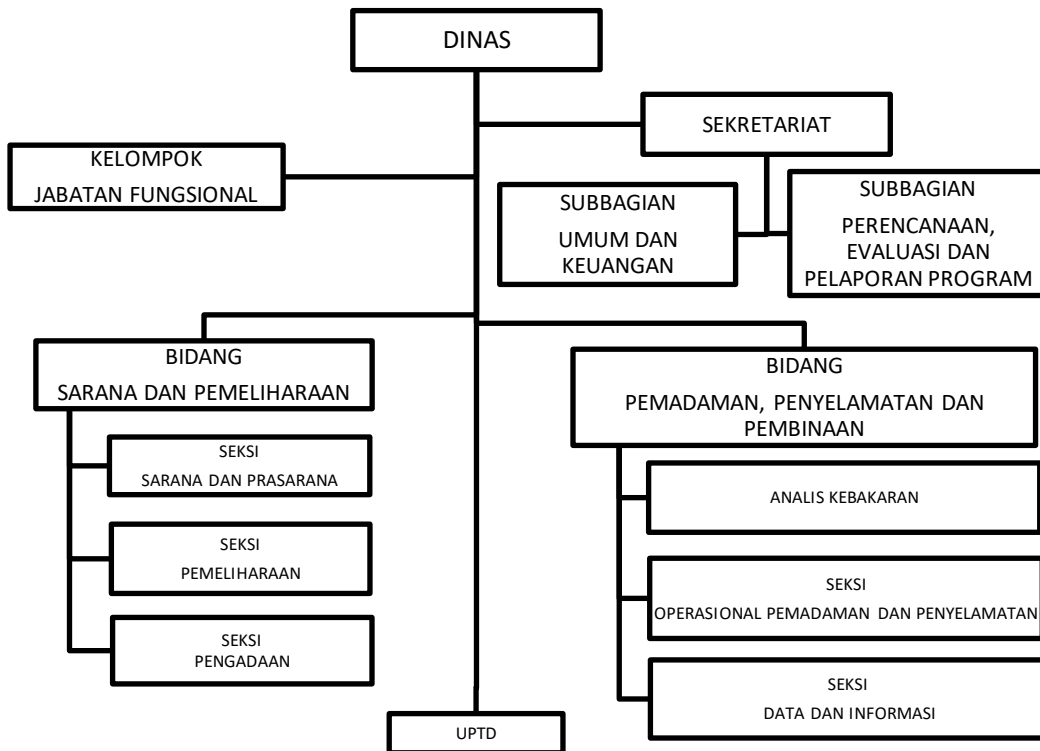 DINAS
SEKRETARIAT
KELOMPOK
JABATAN FUNGSIONAL
SUBBAGIAN
UMUM DAN
KEUANGAN
SUBBAGIAN
PERENCANAAN,
EVALUASI DAN
PELAPORAN PROGRAM
BIDANG
SARANA DAN PEMELIHARAAN
SEKSI
SARANA DAN PRASARANA
SEKSI
PEMELIHARAAN
SEKSI
PENGADAAN
BIDANG
PEMADAMAN, PENYELAMATAN DAN
PEMBINAAN
ANALIS KEBAKARAN
SEKSI
OPERASIONAL PEMADAMAN DAN PENYELAMATAN
SEKSI
DATA DAN INFORMASI
UPTD